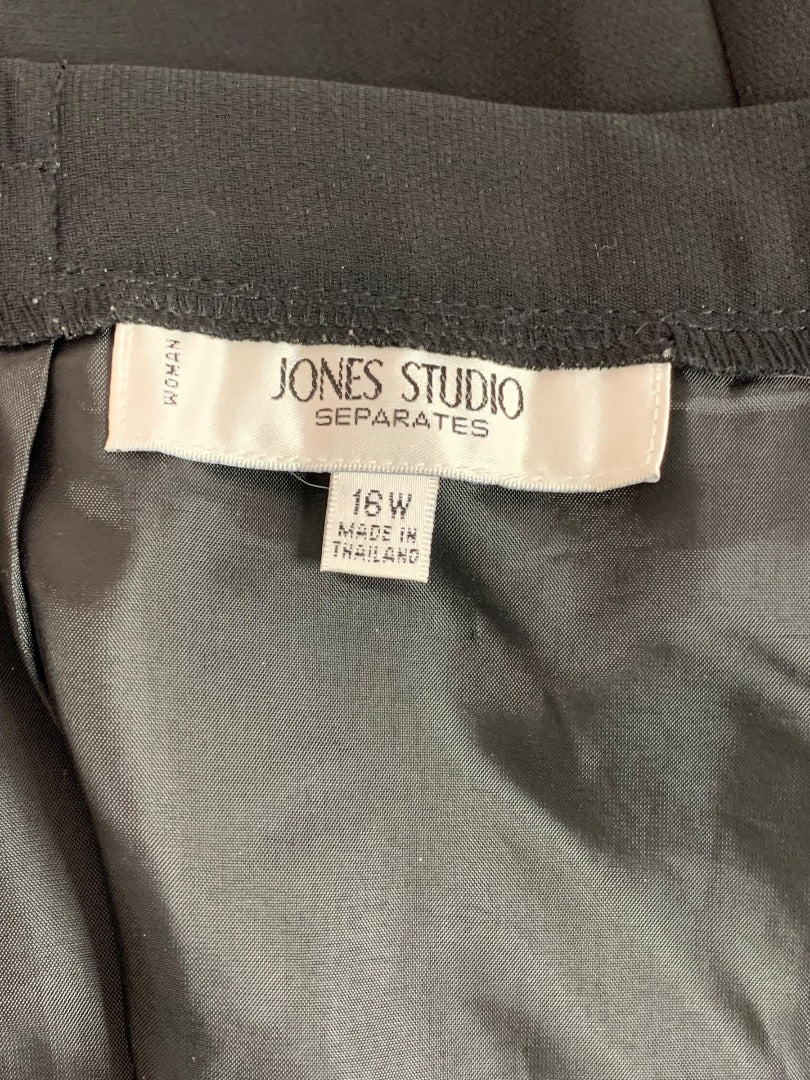 WOMAN
JONES STUDIO
SEPARATES
16W
MADE IN
THAILAND